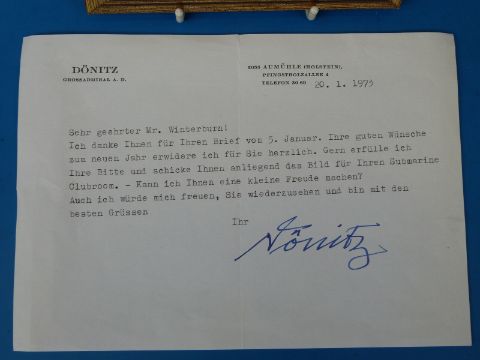 DÖNITZ
GROSSADMIRAL A. D.
2055 AUMÜHLE (HOLSTEIN),
PFINGSTHOLZALLEE 4
TELEFON 20 60
20. 1. 1975
Sehr geehrter Mr. Winterburn!
Ich danke Ihnen für Ihren Brief von 5. Januar. Ihre guten Wünsche
zum neuen Jahr erwidere ich für Sie herzlich. Gern erfülle ich
Ihre Bitte und schicke Ihnen anliegend das Bild für Ihren Submarine
Clubroom. - Kann ich Ihnen eine kleine Freude machen?
Auch ich würde mich freuen, Sie wiederzusehen und bin mit den
besten Grüssen
Ihr
Dönitz